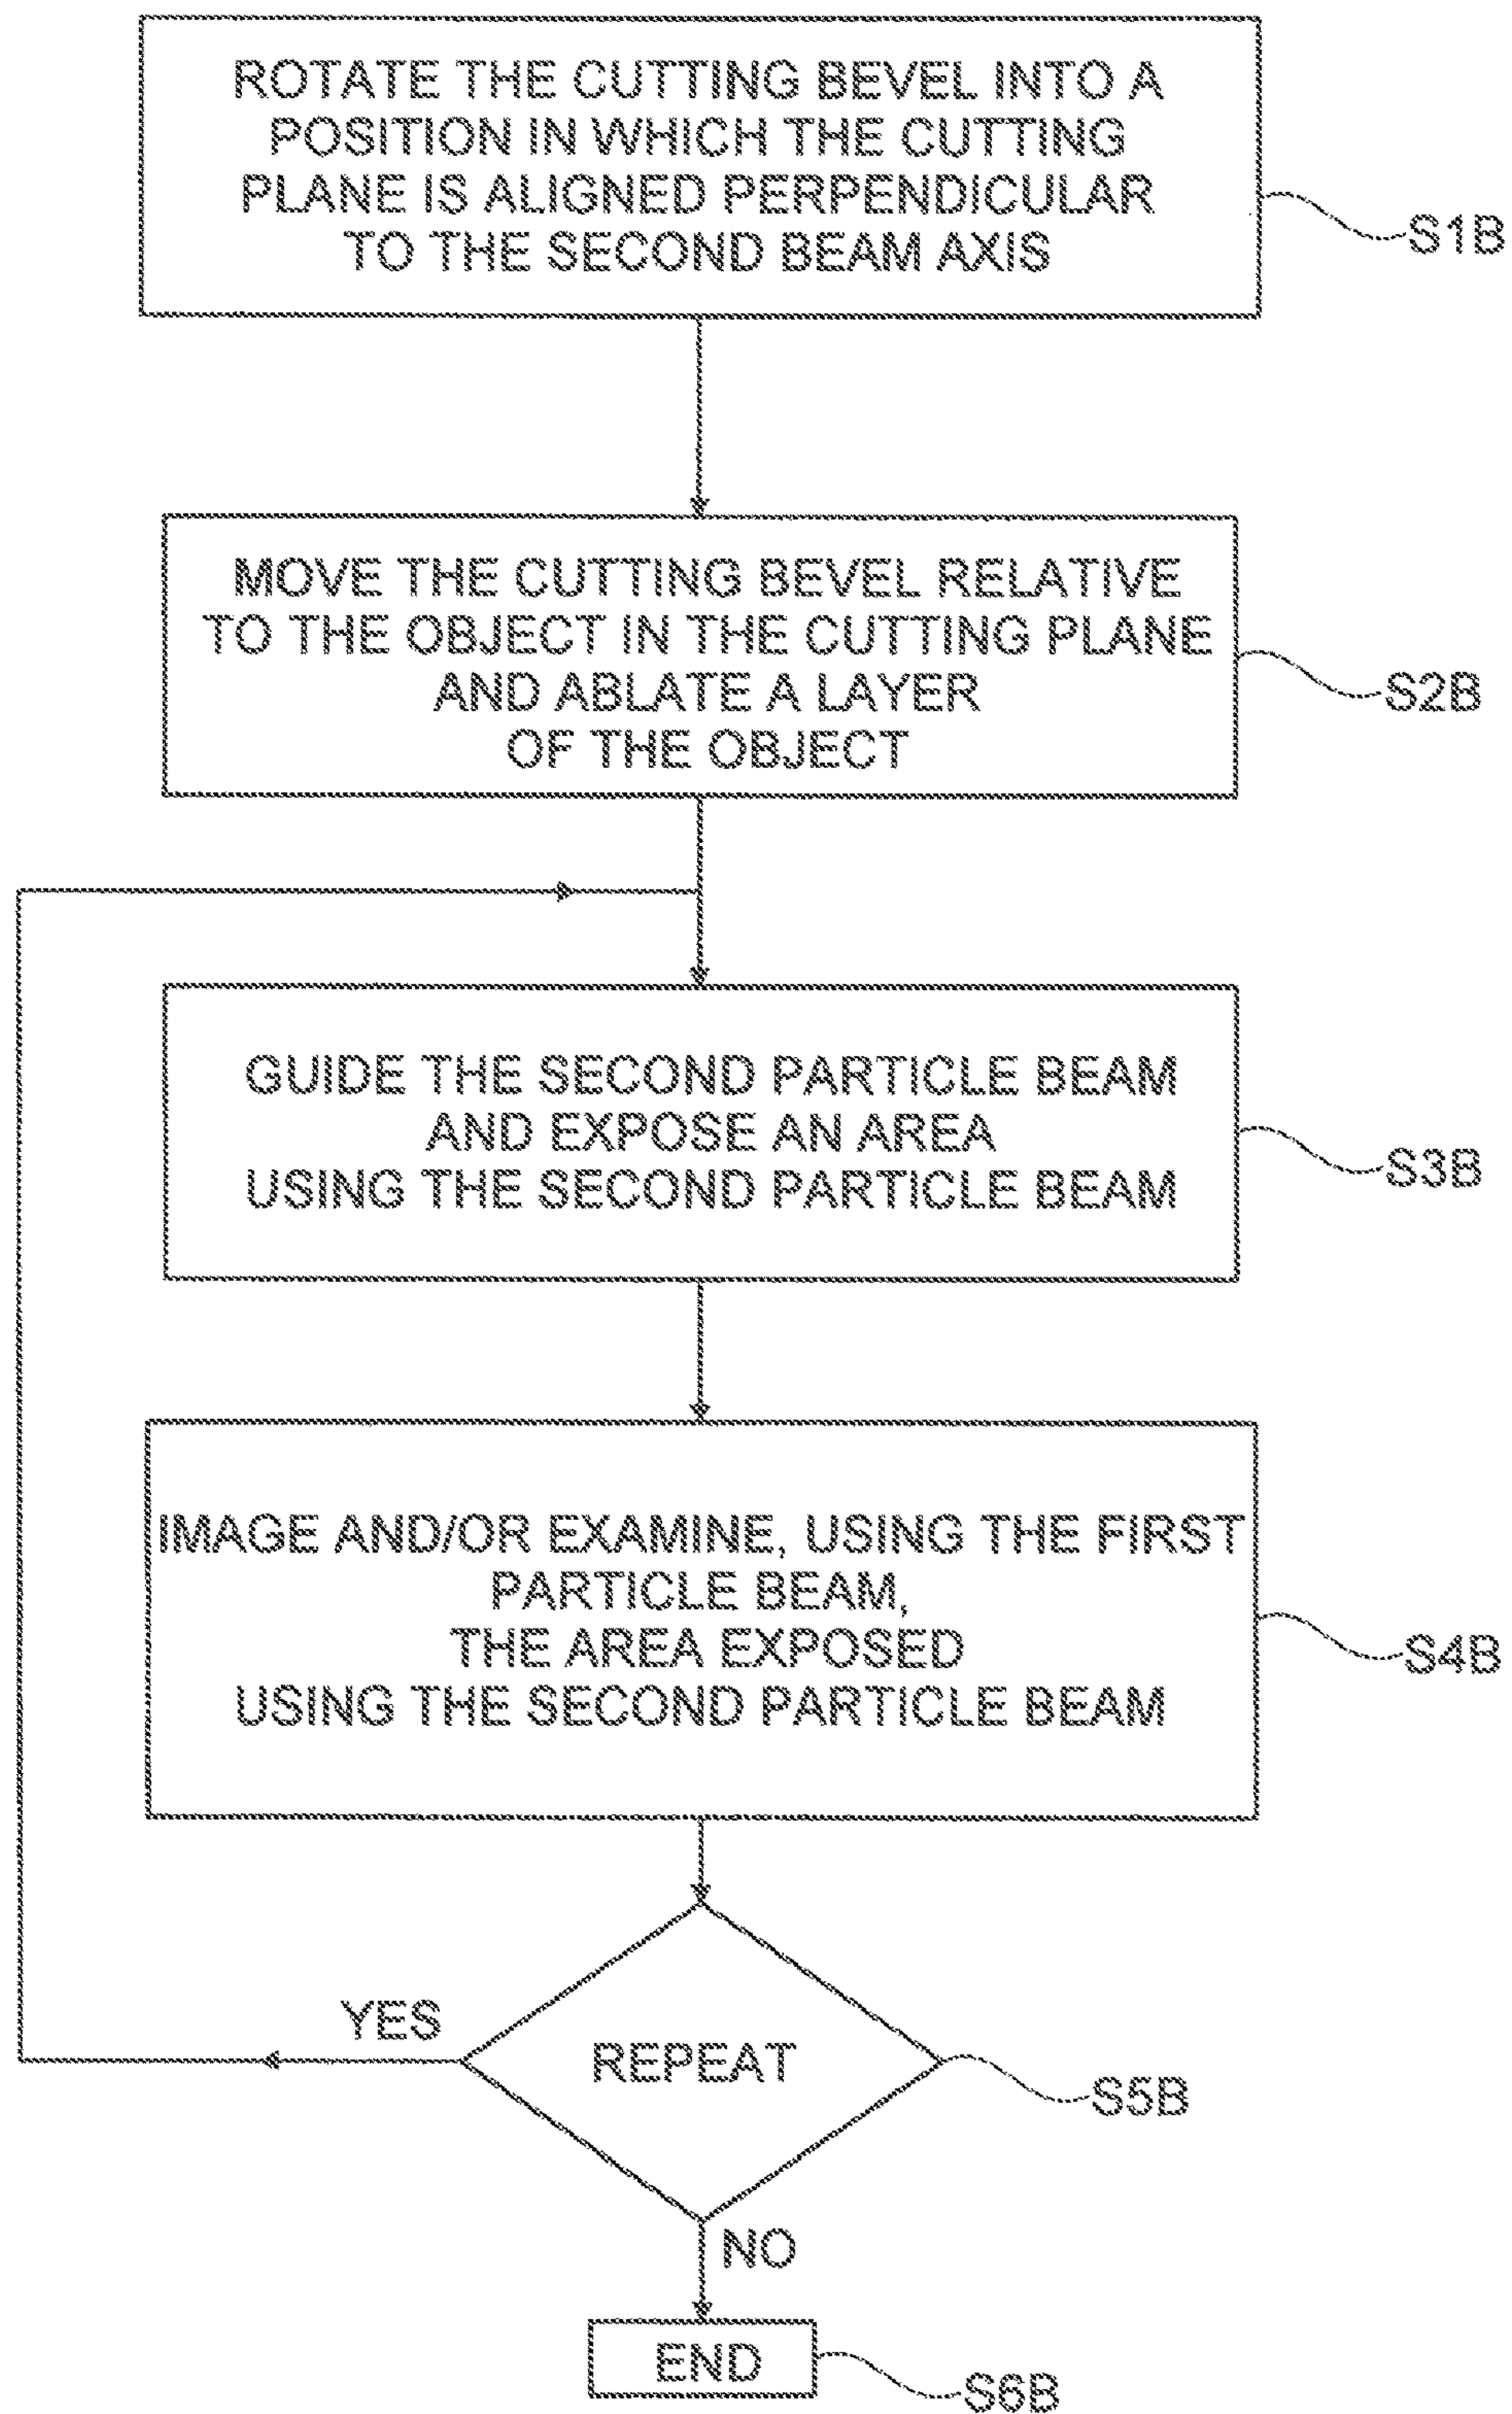 ROTATE THE CUTTING BEVEL INTO A
POSITION IN WHICH THE CUTTING
PLANE IS ALIGNED PERPENDICULAR
TO THE SECOND BEAM AXIS
S1B
MOVE THE CUTTING BEVEL RELATIVE
TO THE OBJECT IN THE CUTTING PLANE
AND ABLATE A LAYER
OF THE OBJECT
S2B
GUIDE THE SECOND PARTICLE BEAM
AND EXPOSE AN AREA
USING THE SECOND PARTICLE BEAM
S3B
IMAGE AND/OR EXAMINE, USING THE FIRST
PARTICLE BEAM,
THE AREA EXPOSED
USING THE SECOND PARTICLE BEAM
S4B
YES
REPEAT
S5B
NO
END
S6B